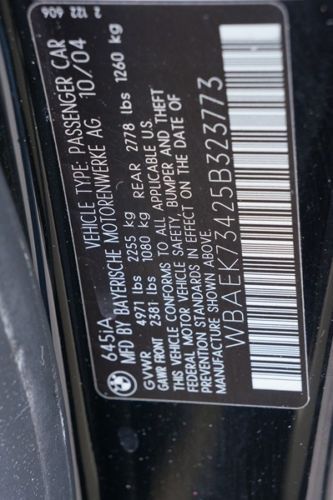 2 122 906
6451A VEHICLE TYPE: PASSENGER CAR
MFD BY BAYERISCHE MOTORENWERKE AG 10/04
GVWR 4971 lbs 2255 kg
GAWR FRONT 2381 lbs 1080 kg REAR 2778 lbs 1260 kg
THIS VEHICLE CONFORMS TO ALL APPLICABLE U.S.
FEDERAL MOTOR VEHICLE SAFETY, BUMPER AND THEFT
PREVENTION STANDARDS IN EFFECT ON THE DATE OF
MANUFACTURE SHOWN ABOVE.
WBAEK73425B323773
BMW